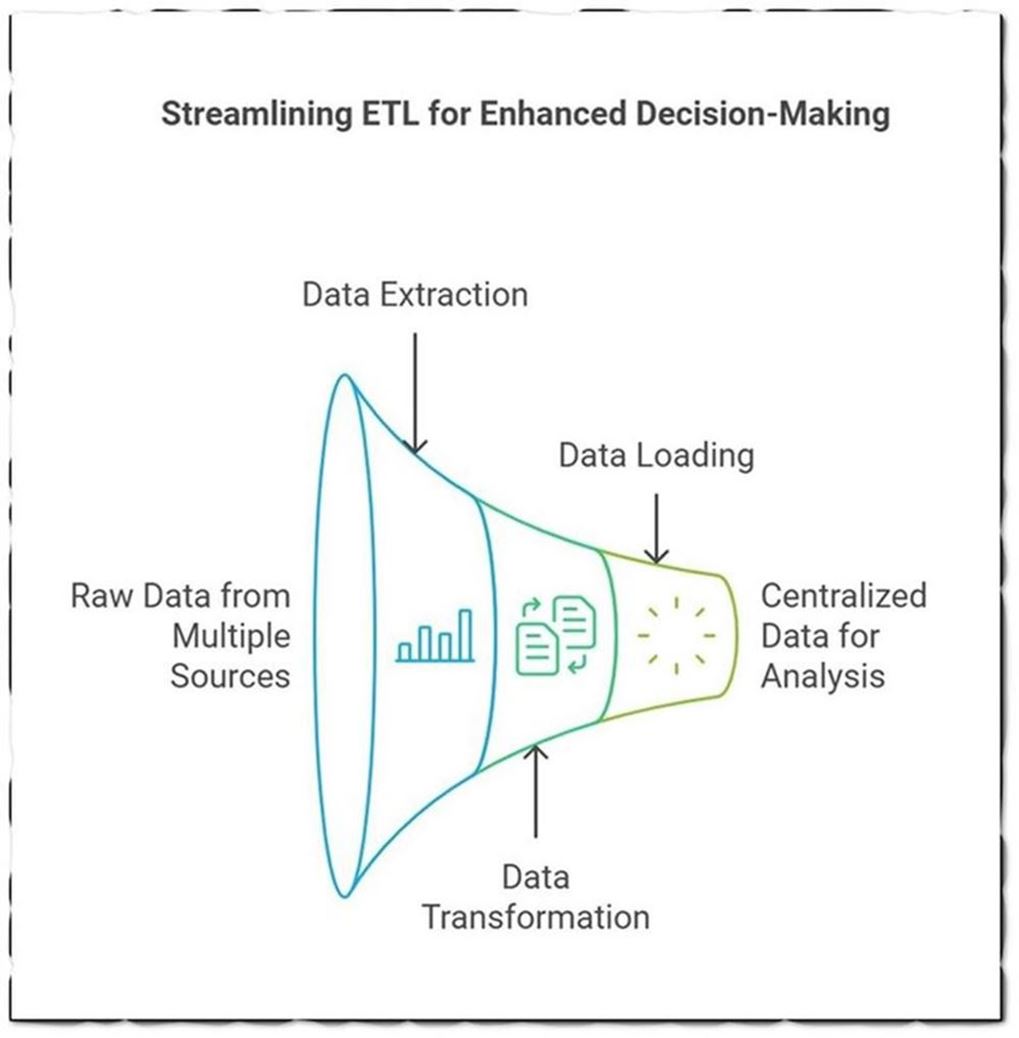 Streamlining ETL for Enhanced Decision-Making
Data Extraction
Data Loading
Raw Data from
Multiple
Sources
Centralized
Data for
Analysis
Data
Transformation